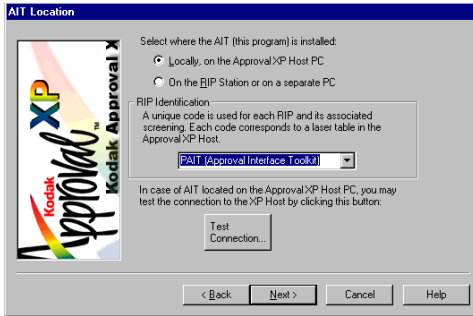 AIT Location
Kodak
Approval XP
Kodak Approval X
Select where the AIT (this program) is installed:
Locally, on the Approval XP Host PC
On the RIP Station or on a separate PC
RIP Identification
A unique code is used for each RIP and its associated
screening. Each code corresponds to a laser table in the
Approval XP Host.
PAIT (Approval Interface Toolkit)
In case of AIT located on the Approval XP Host PC, you may
test the connection to the XP Host by clicking this button:
Test
Connection...
< Back
Next >
Cancel
Help